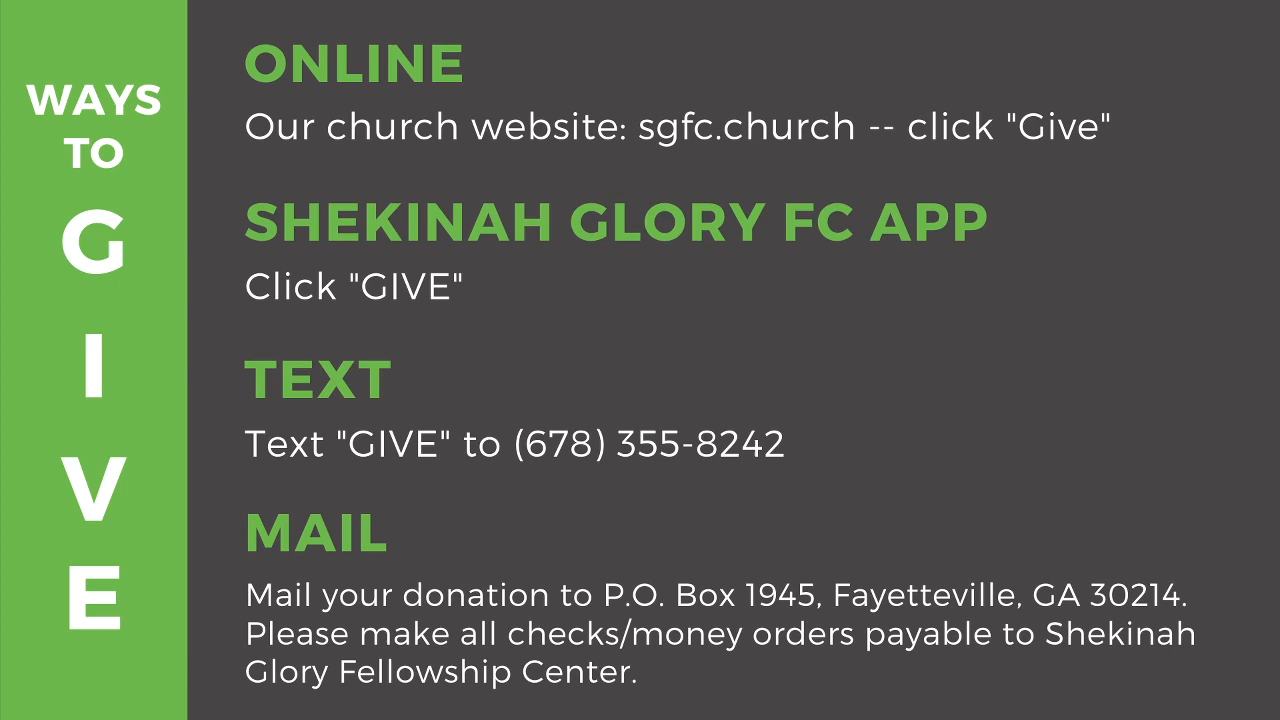 WAYS
TO
G
I
V
E
ONLINE
Our church website: sgfc.church -- click "Give"
SHEKINAH GLORY FC APP
Click "GIVE"
TEXT
Text "GIVE" to (678) 355-8242
MAIL
Mail your donation to P.O. Box 1945, Fayetteville, GA 30214.
Please make all checks/money orders payable to Shekinah
Glory Fellowship Center.